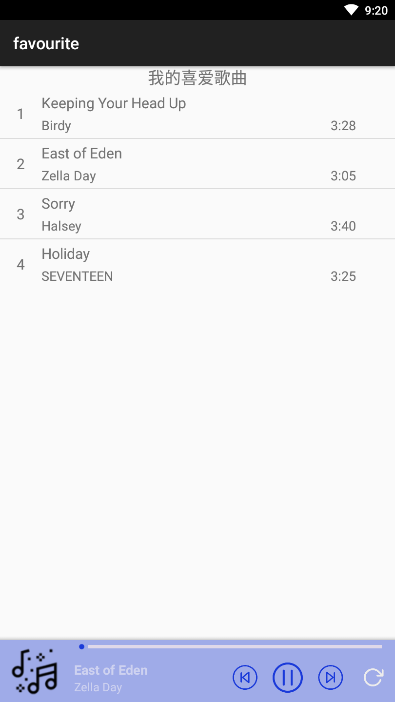 9:20
favourite
我的喜爱歌曲
1
Keeping Your Head Up
Birdy 3:28
2
East of Eden
Zella Day 3:05
3
Sorry
Halsey 3:40
4
Holiday
SEVENTEEN 3:25
East of Eden
Zella Day